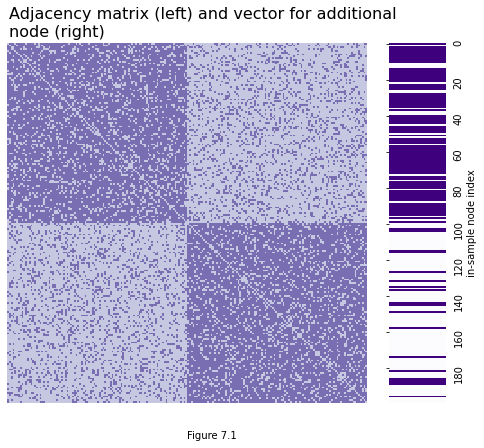 Adjacency matrix (left) and vector for additional
node (right)
0
20
40
60
80
100
120
140
160
180
in-sample node index
Figure 7.1